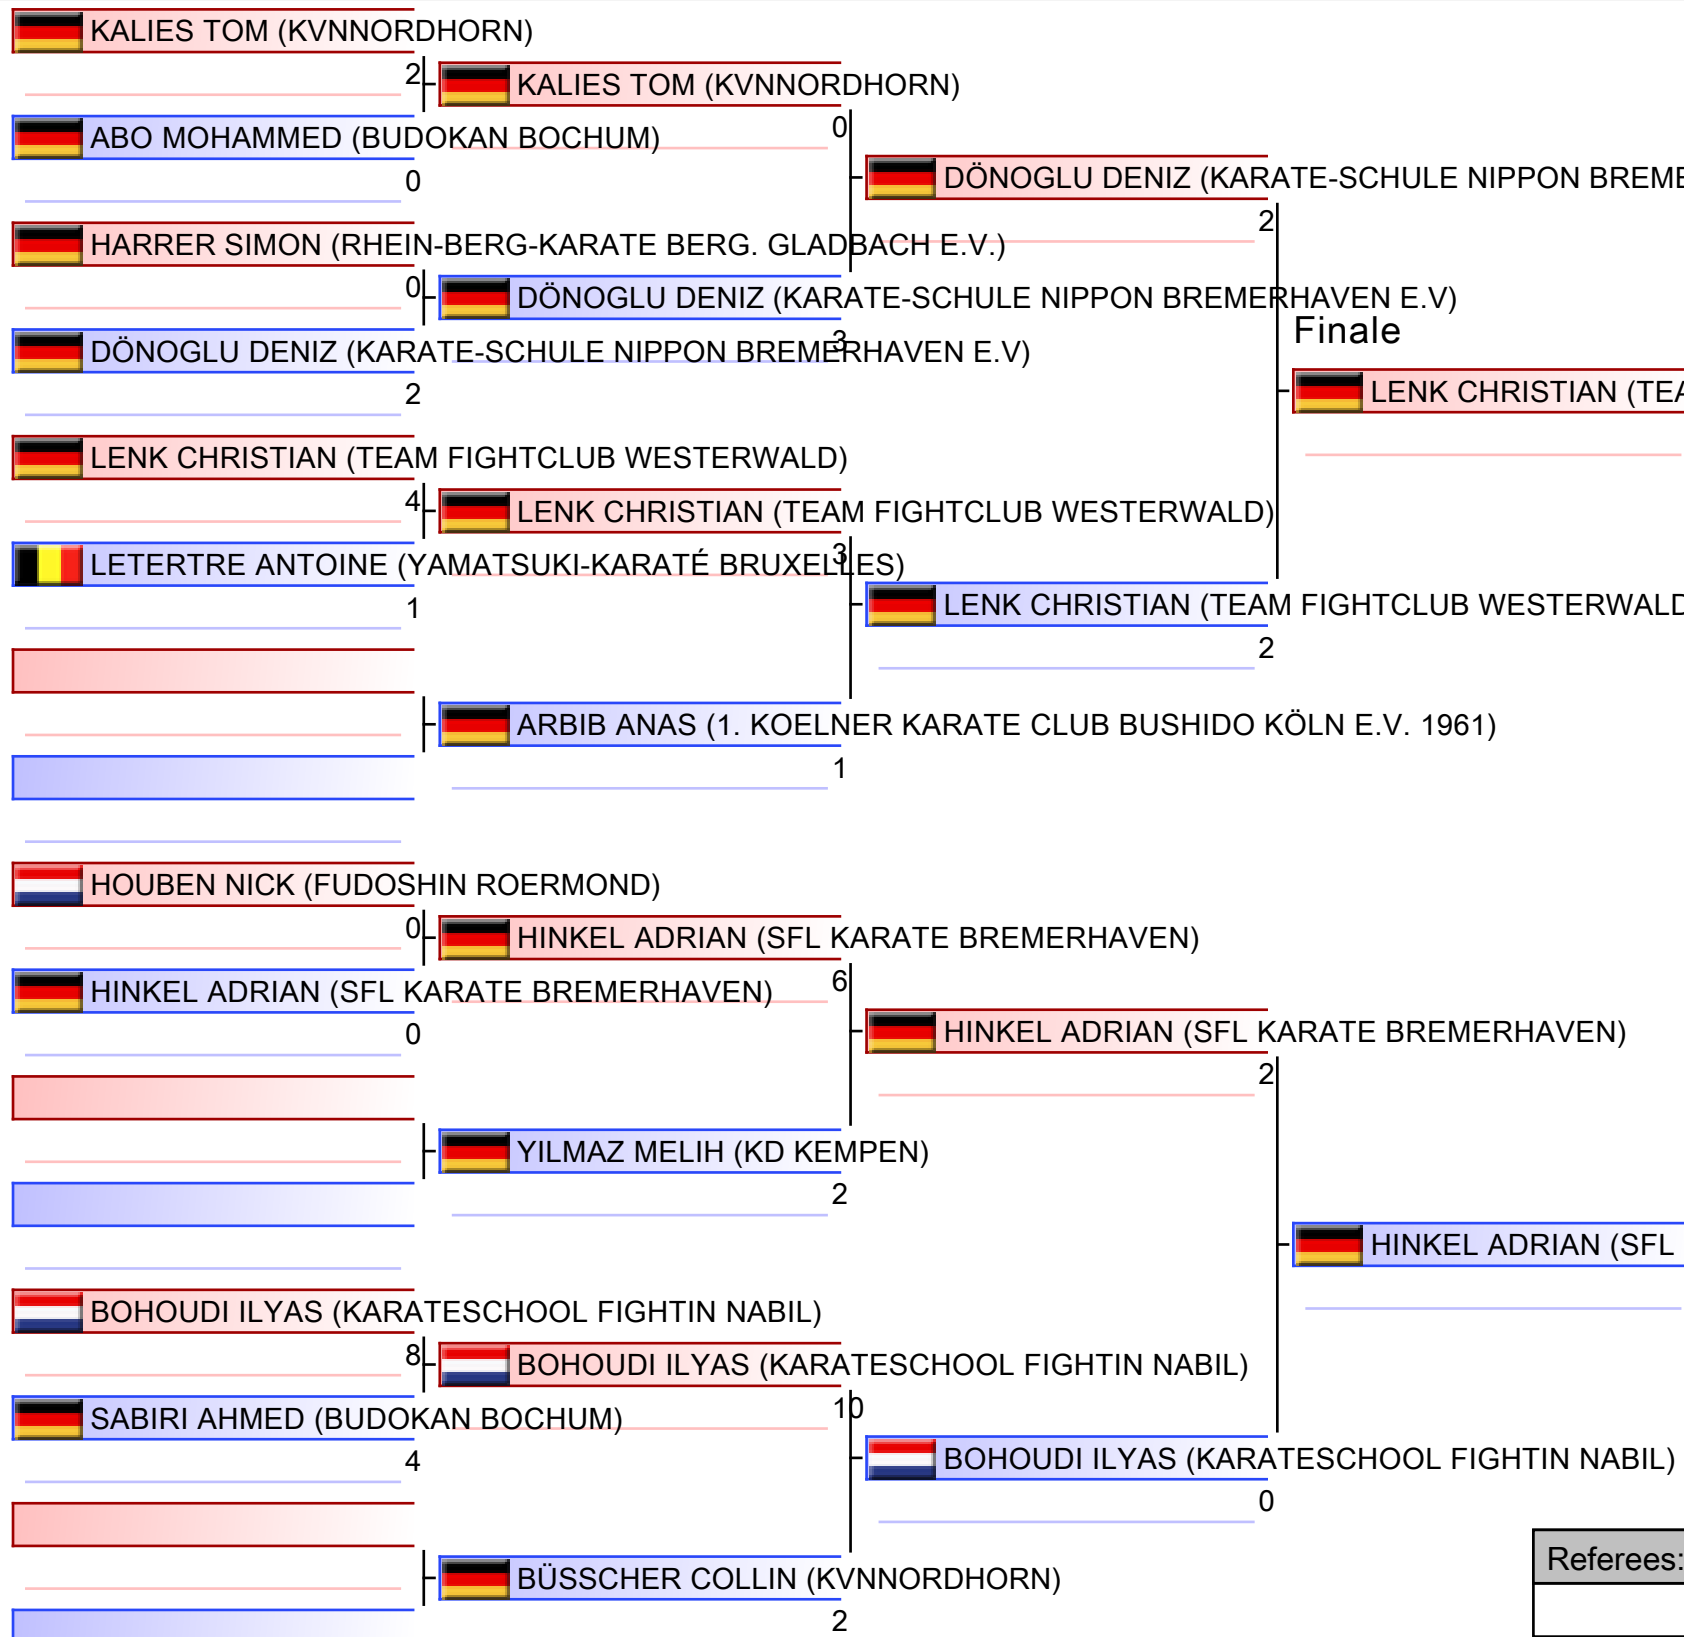 KALIES TOM (KVNNORDHORN)
2
ABO MOHAMMED (BUDOKAN BOCHUM)
0
HARRER SIMON (RHEIN-BERG-KARATE BERG. GLADBACH E.V.)
0
DÖNOGLU DENIZ (KARATE-SCHULE NIPPON BREMERHAVEN E.V)
2
LENK CHRISTIAN (TEAM FIGHTCLUB WESTERWALD)
4
LETERTRE ANTOINE (YAMATSUKI-KARATÉ BRUXELLES)
1
HOUBEN NICK (FUDOSHIN ROERMOND)
0
HINKEL ADRIAN (SFL KARATE BREMERHAVEN)
0
BOHOUDI ILYAS (KARATESCHOOL FIGHTIN NABIL)
8
SABIRI AHMED (BUDOKAN BOCHUM)
4
KALIES TOM (KVNNORDHORN)
0
DÖNOGLU DENIZ (KARATE-SCHULE NIPPON BREMERHAVEN E.V)
3
LENK CHRISTIAN (TEAM FIGHTCLUB WESTERWALD)
3
ARBIB ANAS (1. KOELNER KARATE CLUB BUSHIDO KÖLN E.V. 1961)
1
HINKEL ADRIAN (SFL KARATE BREMERHAVEN)
6
YILMAZ MELIH (KD KEMPEN)
2
BOHOUDI ILYAS (KARATESCHOOL FIGHTIN NABIL)
10
BÜSSCHER COLLIN (KVNNORDHORN)
2
DÖNOGLU DENIZ (KARATE-SCHULE NIPPON BREME
2
LENK CHRISTIAN (TEAM FIGHTCLUB WESTERWALD
2
HINKEL ADRIAN (SFL KARATE BREMERHAVEN)
2
BOHOUDI ILYAS (KARATESCHOOL FIGHTIN NABIL)
0
Finale
LENK CHRISTIAN (TEA
HINKEL ADRIAN (SFL
Referees: